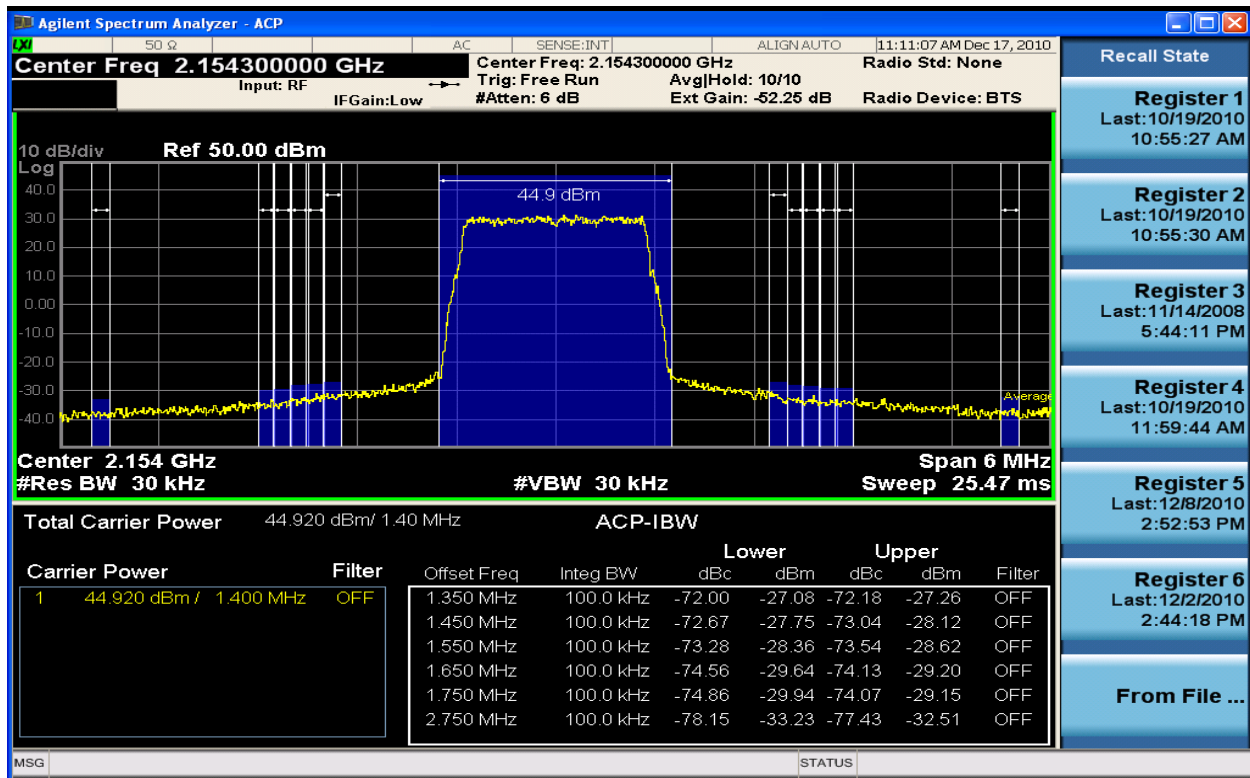 Agilent Spectrum Analyzer - ACP
LXI 50 Ω AC SENSE:INT ALIGN AUTO 11:11:07 AM Dec 17, 2010
Center Freq 2.154300000 GHz
Input: RF
IFGain:Low
Center Freq: 2.154300000 GHz
Trig: Free Run
#Atten: 6 dB
Avg|Hold: 10/10
Ext Gain: -52.25 dB
Radio Std: None
Radio Device: BTS
10 dB/div Ref 50.00 dBm
Log
40.0
30.0
20.0
10.0
0.00
-10.0
-20.0
-30.0
-40.0
44.9 dBm
Average
Center 2.154 GHz Span 6 MHz
#Res BW 30 kHz #VBW 30 kHz Sweep 25.47 ms
Total Carrier Power 44.920 dBm/ 1.40 MHz ACP-IBW
Lower Upper
Carrier Power Filter
1 44.920 dBm / 1.400 MHz OFF
Offset Freq Integ BW dBc dBm dBc dBm Filter
1.350 MHz 100.0 kHz -72.00 -27.08 -72.18 -27.26 OFF
1.450 MHz 100.0 kHz -72.67 -27.75 -73.04 -28.12 OFF
1.550 MHz 100.0 kHz -73.28 -28.36 -73.54 -28.62 OFF
1.650 MHz 100.0 kHz -74.56 -29.64 -74.13 -29.20 OFF
1.750 MHz 100.0 kHz -74.86 -29.94 -74.07 -29.15 OFF
2.750 MHz 100.0 kHz -78.15 -33.23 -77.43 -32.51 OFF
MSG STATUS
Recall State
Register 1
Last:10/19/2010
10:55:27 AM
Register 2
Last:10/19/2010
10:55:30 AM
Register 3
Last:11/14/2008
5:44:11 PM
Register 4
Last:10/19/2010
11:59:44 AM
Register 5
Last:12/8/2010
2:52:53 PM
Register 6
Last:12/2/2010
2:44:18 PM
From File ...